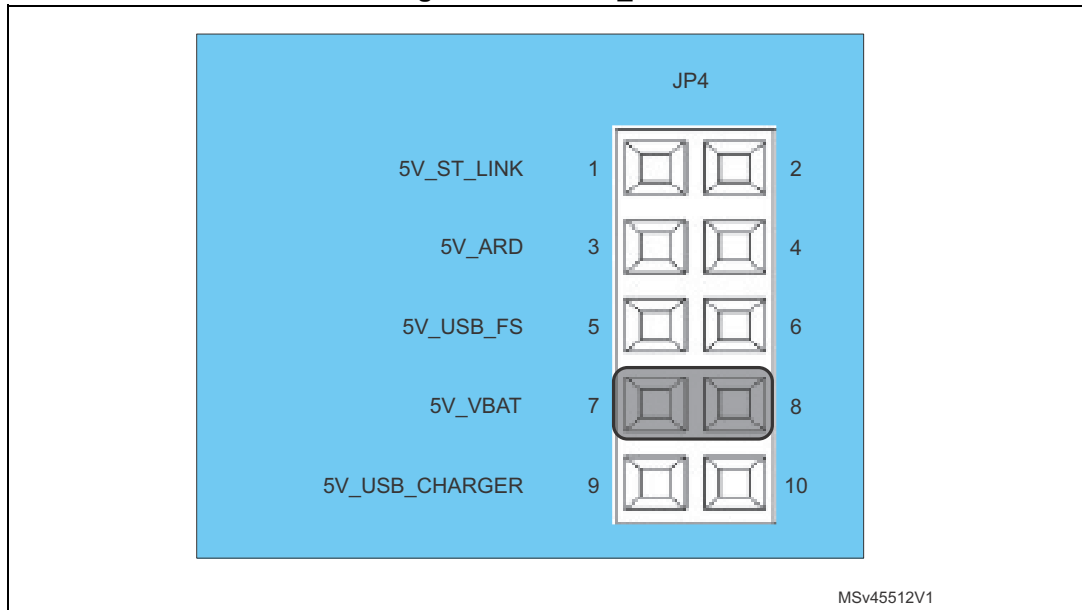 JP4
5V_ST_LINK 1 2
5V_ARD 3 4
5V_USB_FS 5 6
5V_VBAT 7 8
5V_USB_CHARGER 9 10
MSv45512V1